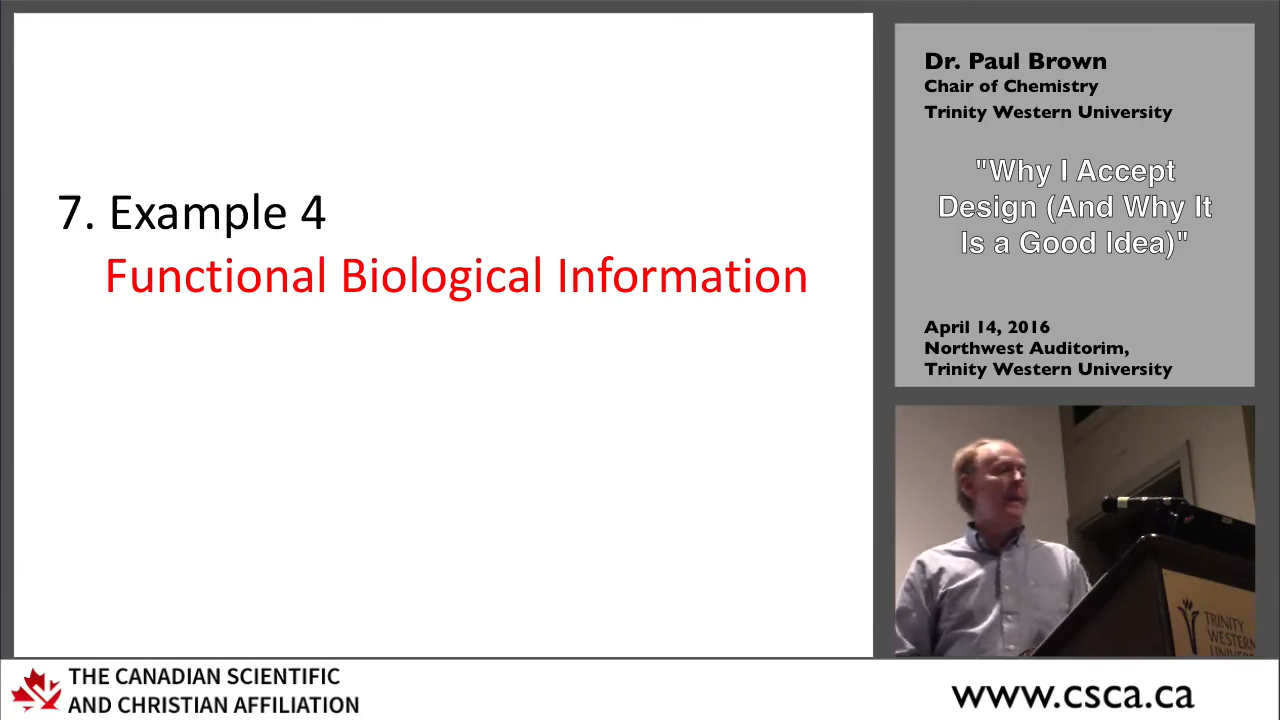 7. Example 4
Functional Biological Information
Dr. Paul Brown
Chair of Chemistry
Trinity Western University
"Why I Accept
Design (And Why It
Is a Good Idea)"
April 14, 2016
Northwest Auditorim,
Trinity Western University
TRINITY
WESTERN
THE CANADIAN SCIENTIFIC
AND CHRISTIAN AFFILIATION
www.csca.ca